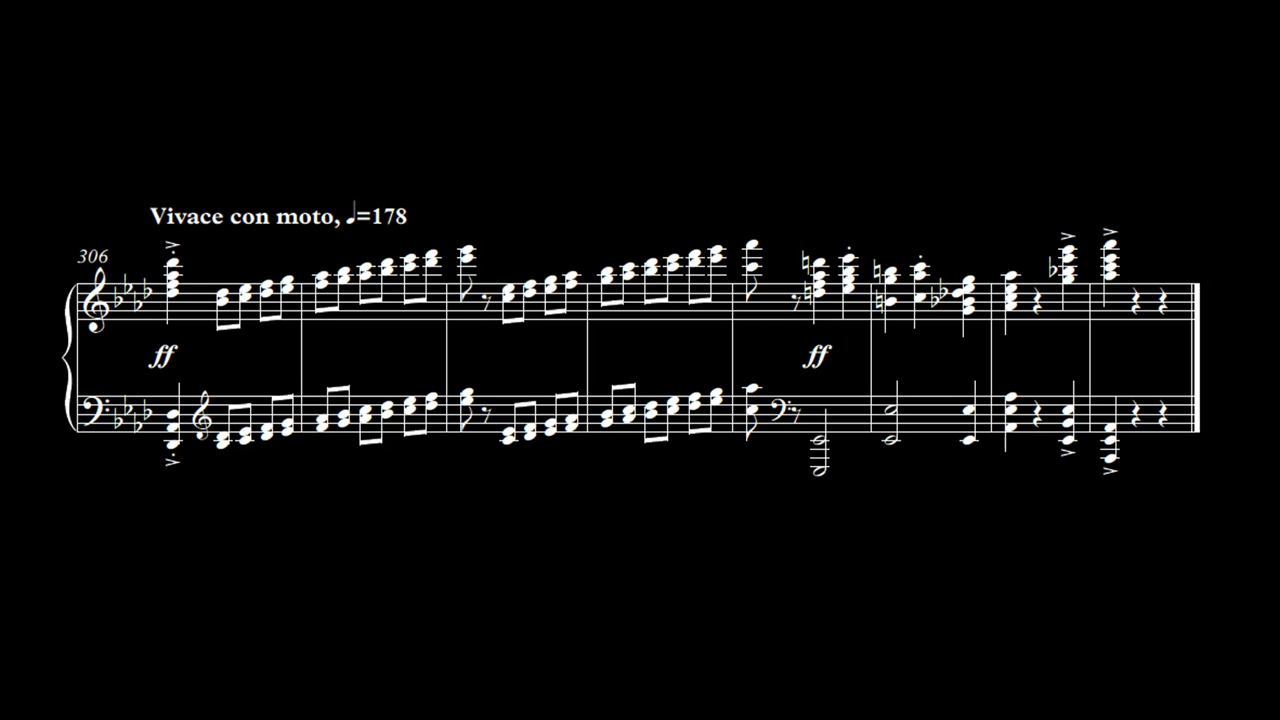 Vivace con moto, ♩=178
306
ff
ff